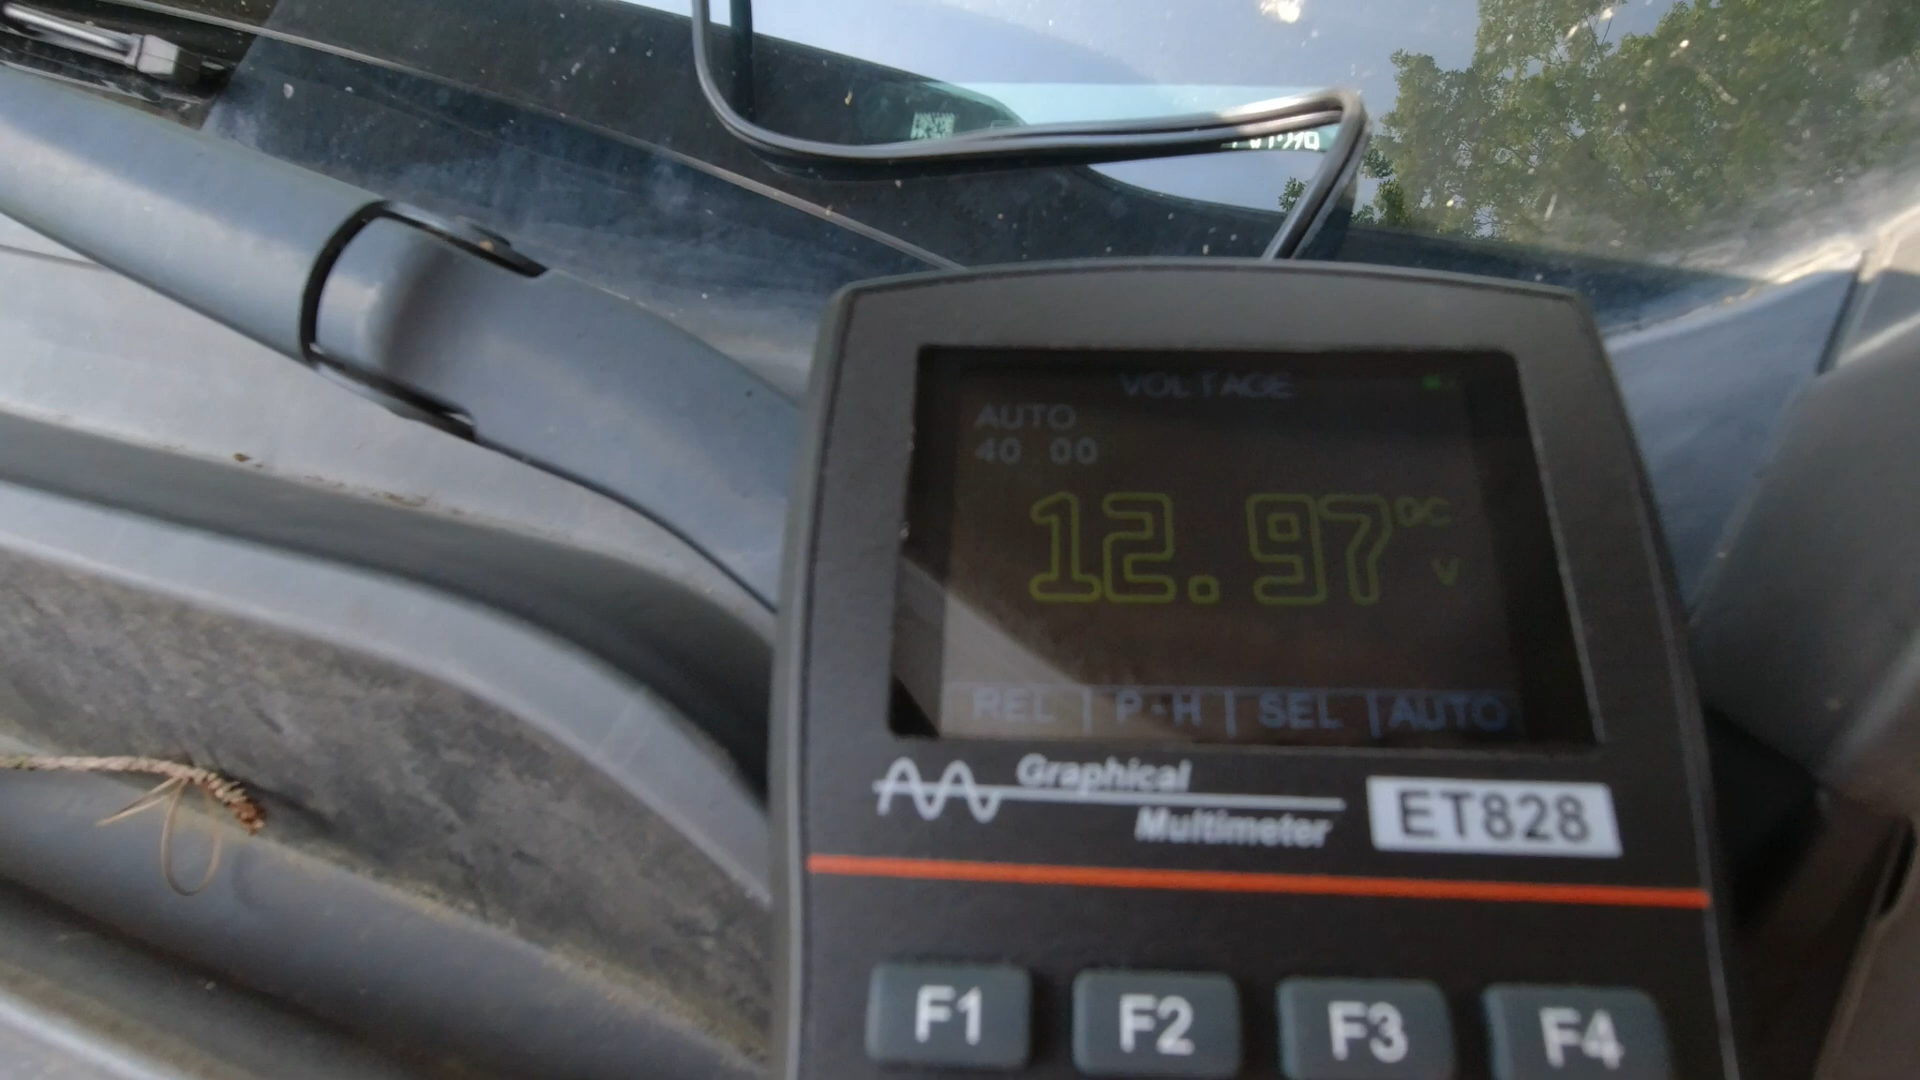 VOLTAGE
AUTO
40.00
12.97 DC
V
REL | P-H | SEL | AUTO
Graphical
Multimeter
ET828
F1 F2 F3 F4